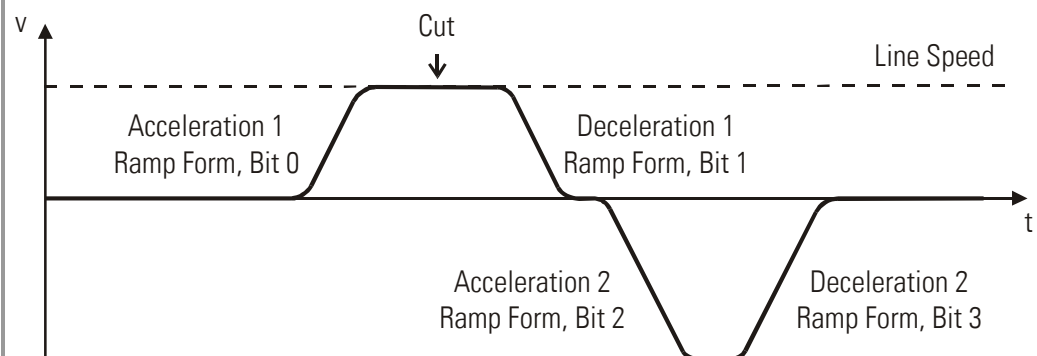 v
Cut
Line Speed
Acceleration 1
Ramp Form, Bit 0
Deceleration 1
Ramp Form, Bit 1
t
Acceleration 2
Ramp Form, Bit 2
Deceleration 2
Ramp Form, Bit 3